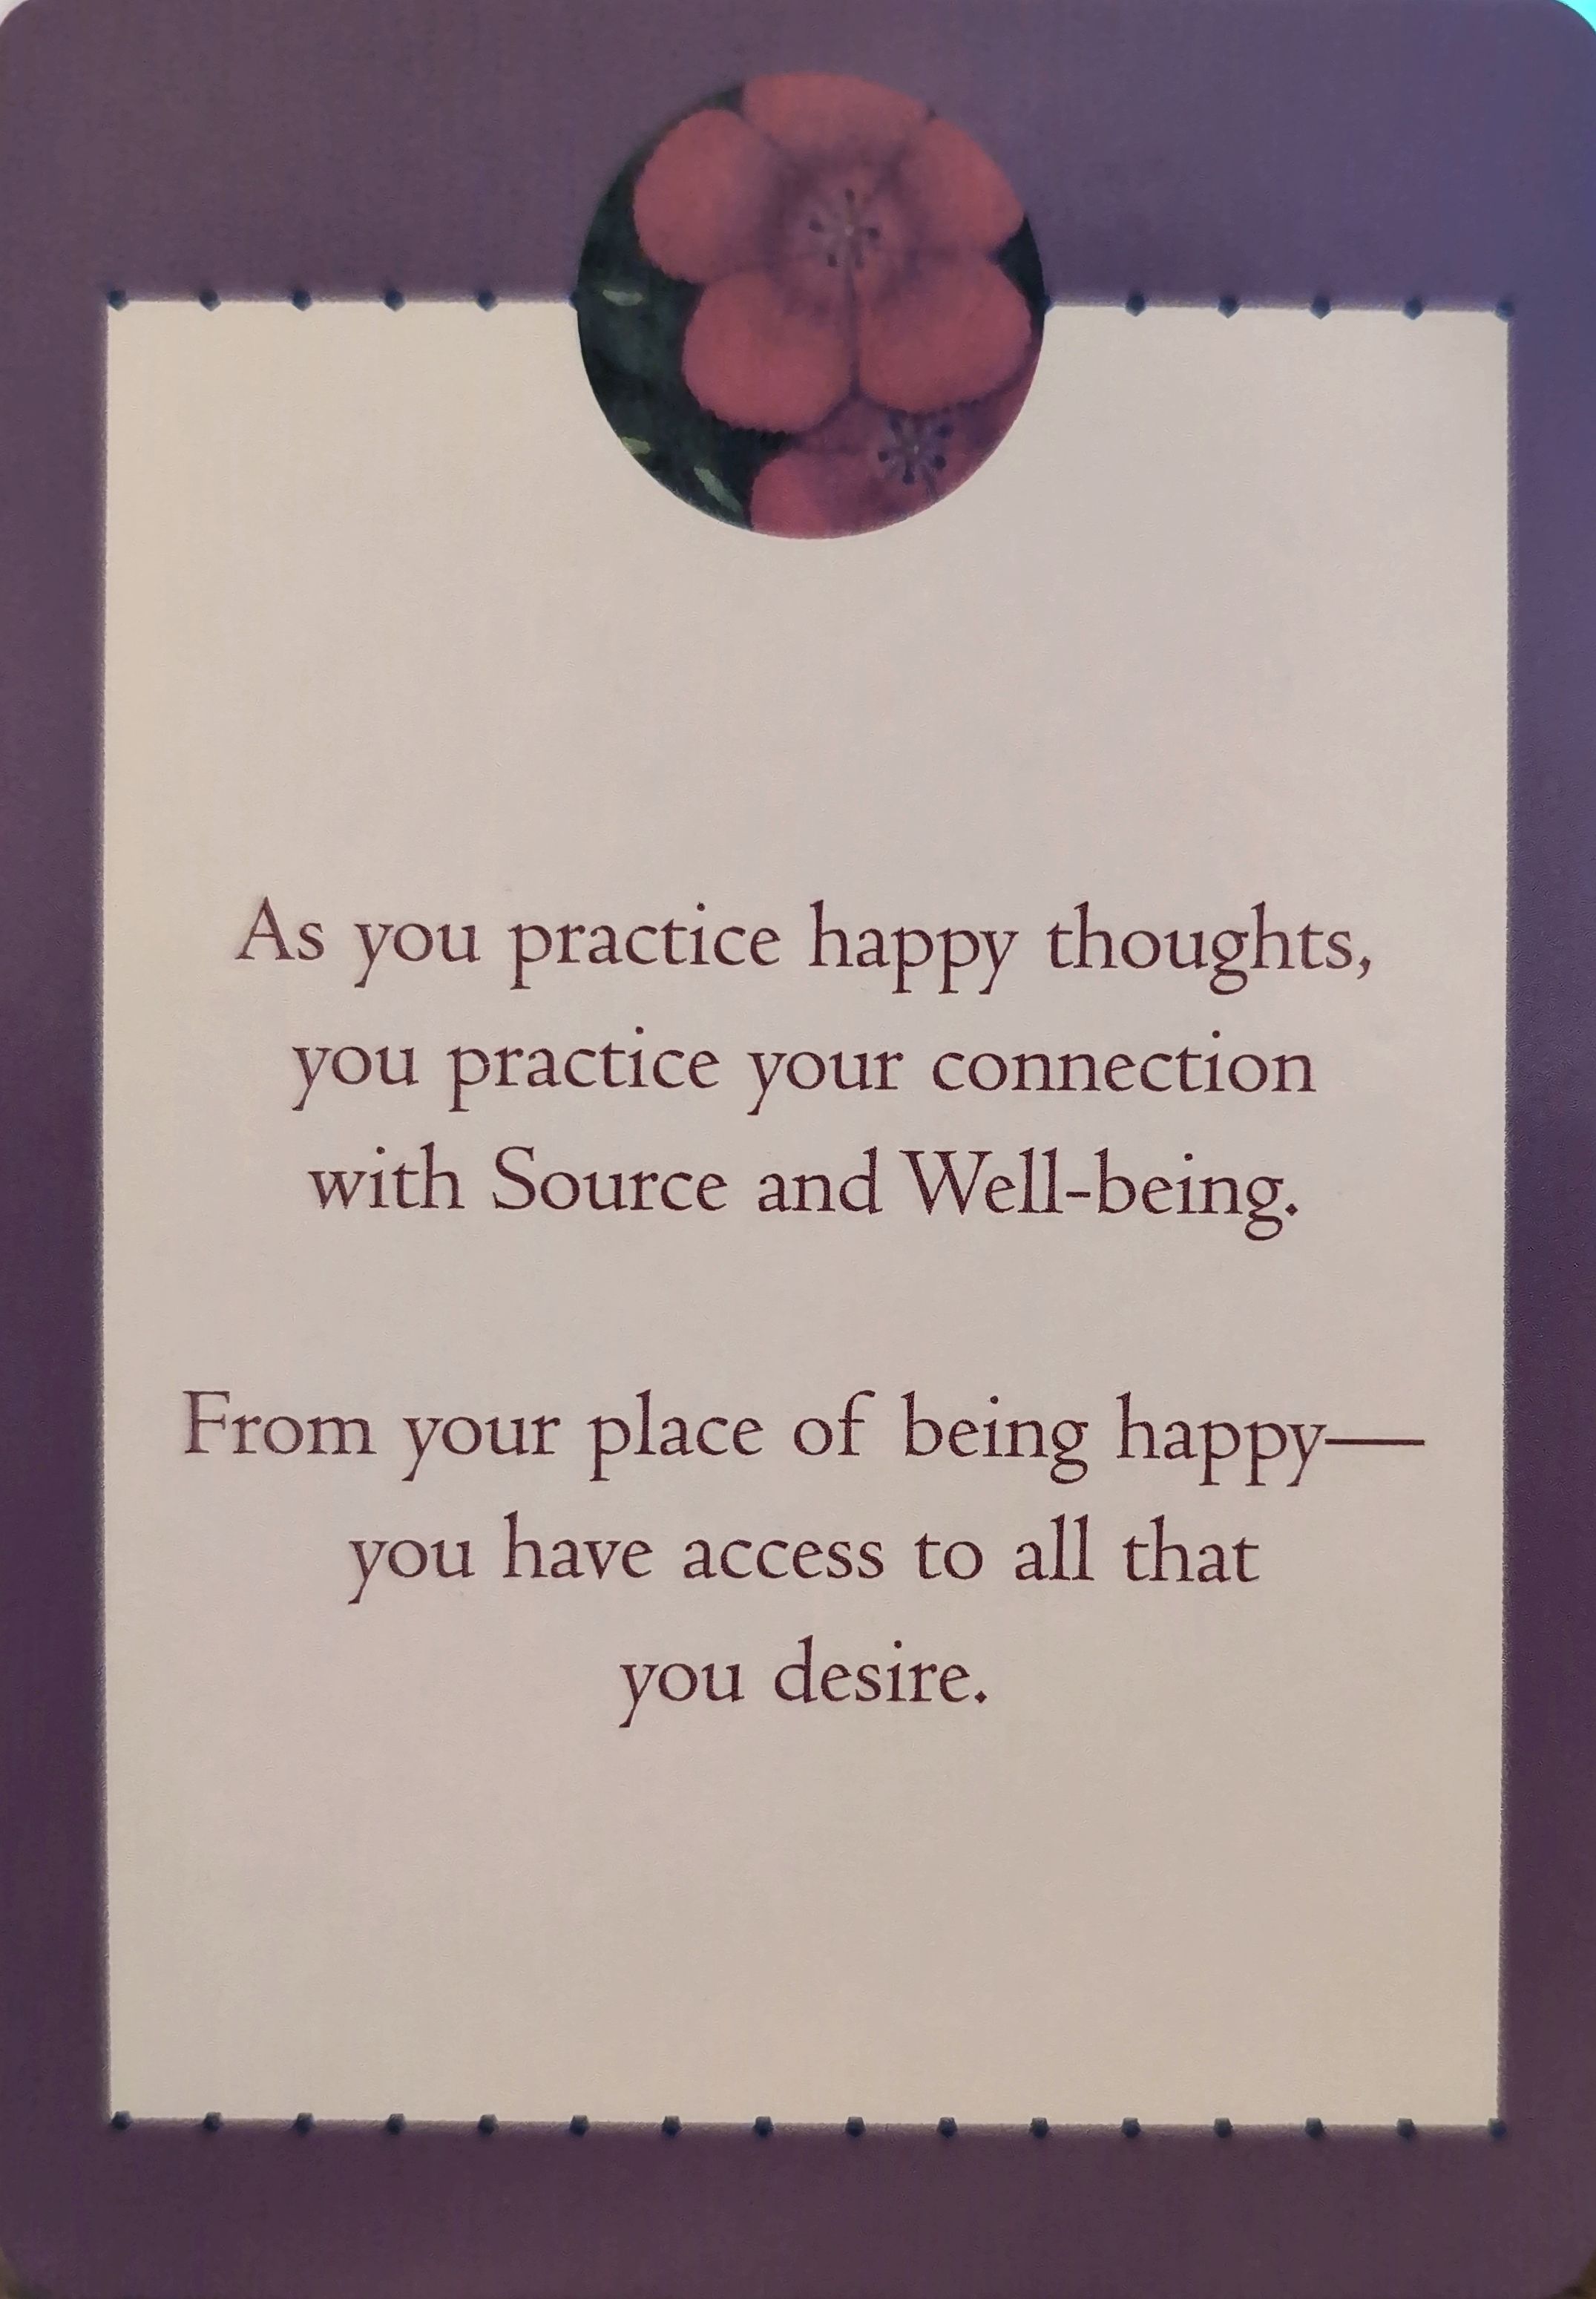 As you practice happy thoughts,
you practice your connection
with Source and Well-being.
From your place of being happy—
you have access to all that
you desire.